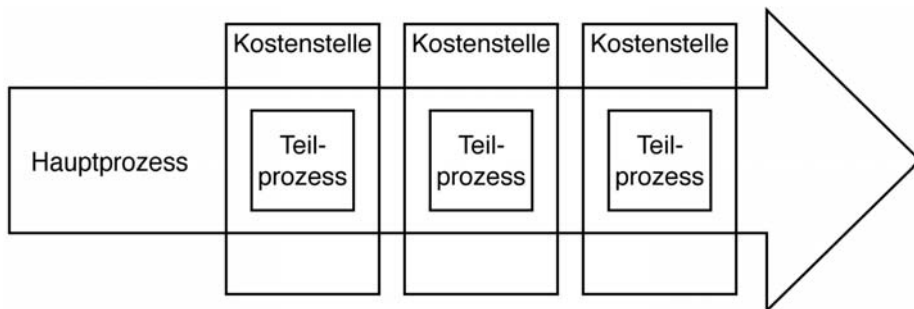 Kostenstelle
Kostenstelle
Kostenstelle
Hauptprozess
Teil-
prozess
Teil-
prozess
Teil-
prozess